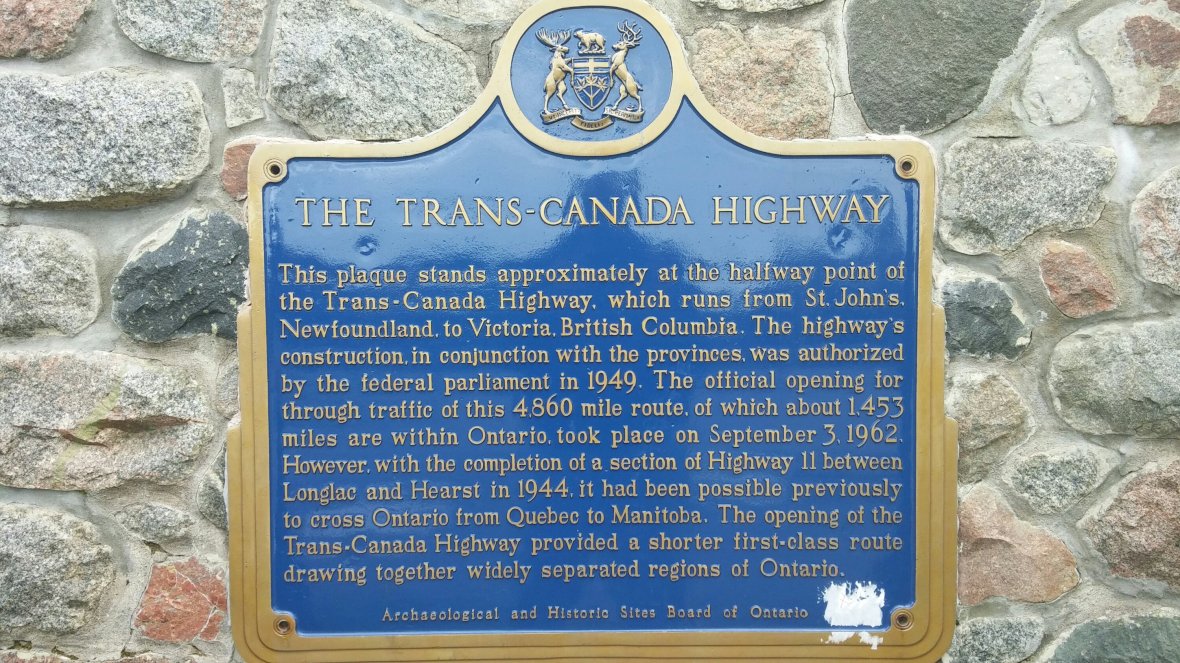 THE TRANS-CANADA HIGHWAY
This plaque stands approximately at the halfway point of
the Trans-Canada Highway, which runs from St. John's,
Newfoundland, to Victoria, British Columbia. The highway's
construction, in conjunction with the provinces, was authorized
by the federal parliament in 1949. The official opening for
through traffic of this 4,860 mile route, of which about 1,453
miles are within Ontario, took place on September 3, 1962.
However, with the completion of a section of Highway 11 between
Longlac and Hearst in 1944, it had been possible previously
to cross Ontario from Quebec to Manitoba. The opening of the
Trans-Canada Highway provided a shorter first-class route
drawing together widely separated regions of Ontario.
Archaeological and Historic Sites Board of Ontario